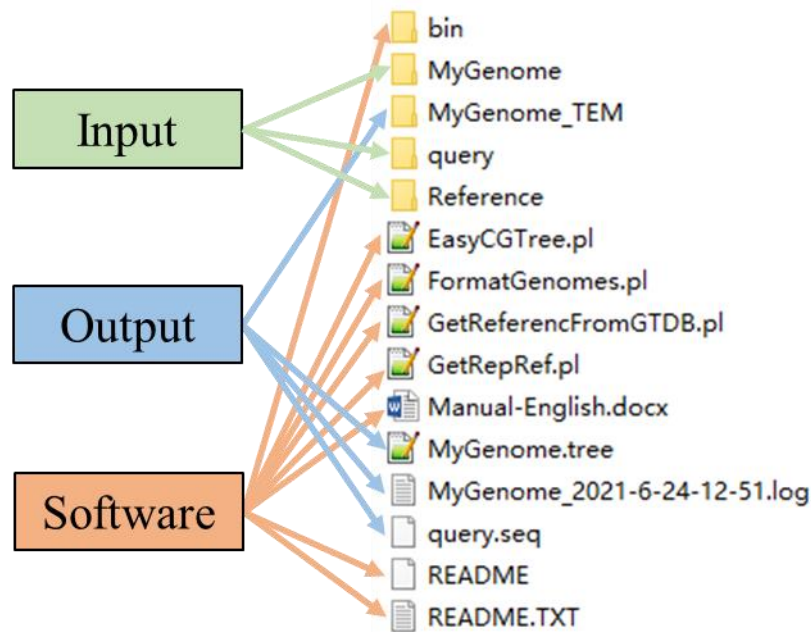 Input
Output
Software
bin
MyGenome
MyGenome_TEM
query
Reference
EasyCGTree.pl
FormatGenomes.pl
GetReferencFromGTDB.pl
GetRepRef.pl
Manual-English.docx
MyGenome.tree
MyGenome_2021-6-24-12-51.log
query.seq
README
README.TXT